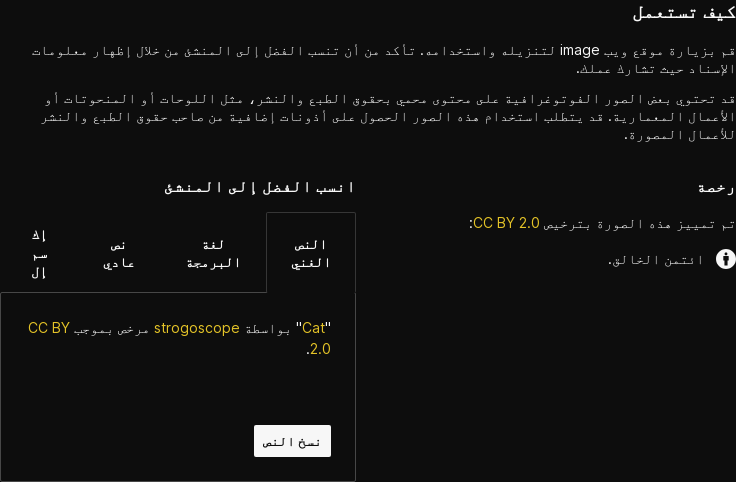 كيف تستعمل
قم بزيارة موقع ويب image لتنزيله واستخدامه. تأكد من أن تنسب الفضل إلى المنشئ من خلال إظهار معلومات
الإسناد حيث تشارك عملك.
قد تحتوي بعض الصور الفوتوغرافية على محتوى محمي بحقوق الطبع والنشر، مثل اللوحات أو المنحوتات أو
الأعمال المعمارية. قد يتطلب استخدام هذه الصور الحصول على أذونات إضافية من صاحب حقوق الطبع والنشر
للأعمال المصورة.
رخصة
تم تمييز هذه الصورة بترخيص CC BY 2.0:
ائتمن الخالق.
انسب الفضل إلى المنشئ
النص
الغني
لغة
البرمجة
نص
عادي
إك
سم
إل
"Cat" بواسطة strogoscope مرخص بموجب CC BY
2.0.
نسخ النص